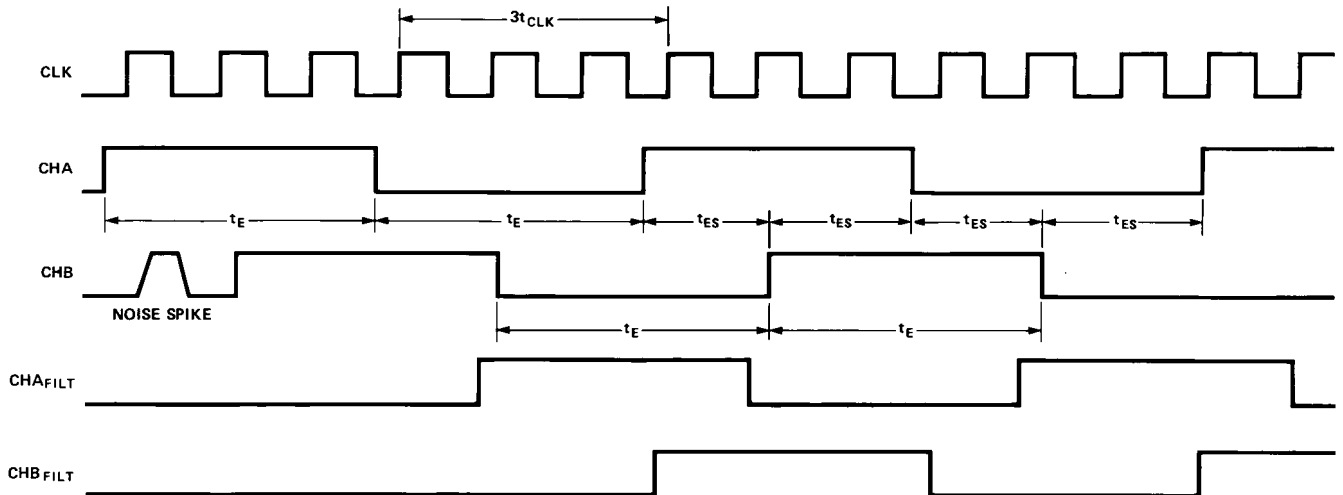 3tCLK
CLK
CHA
tE tE tES tES tES tES
CHB
NOISE SPIKE
tE tE
CHAFILT
CHBFILT